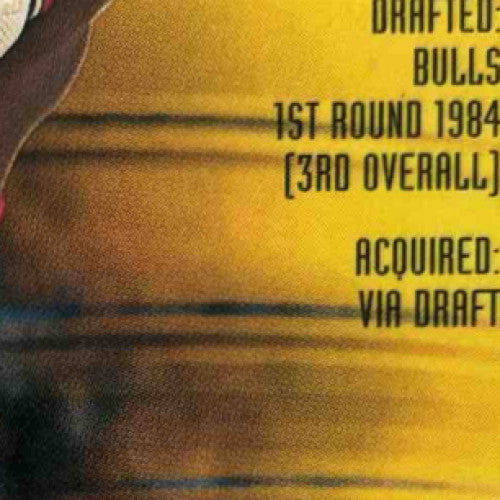 DRAFTED:
BULLS
1ST ROUND 1984
(3RD OVERALL)
ACQUIRED:
VIA DRAFT